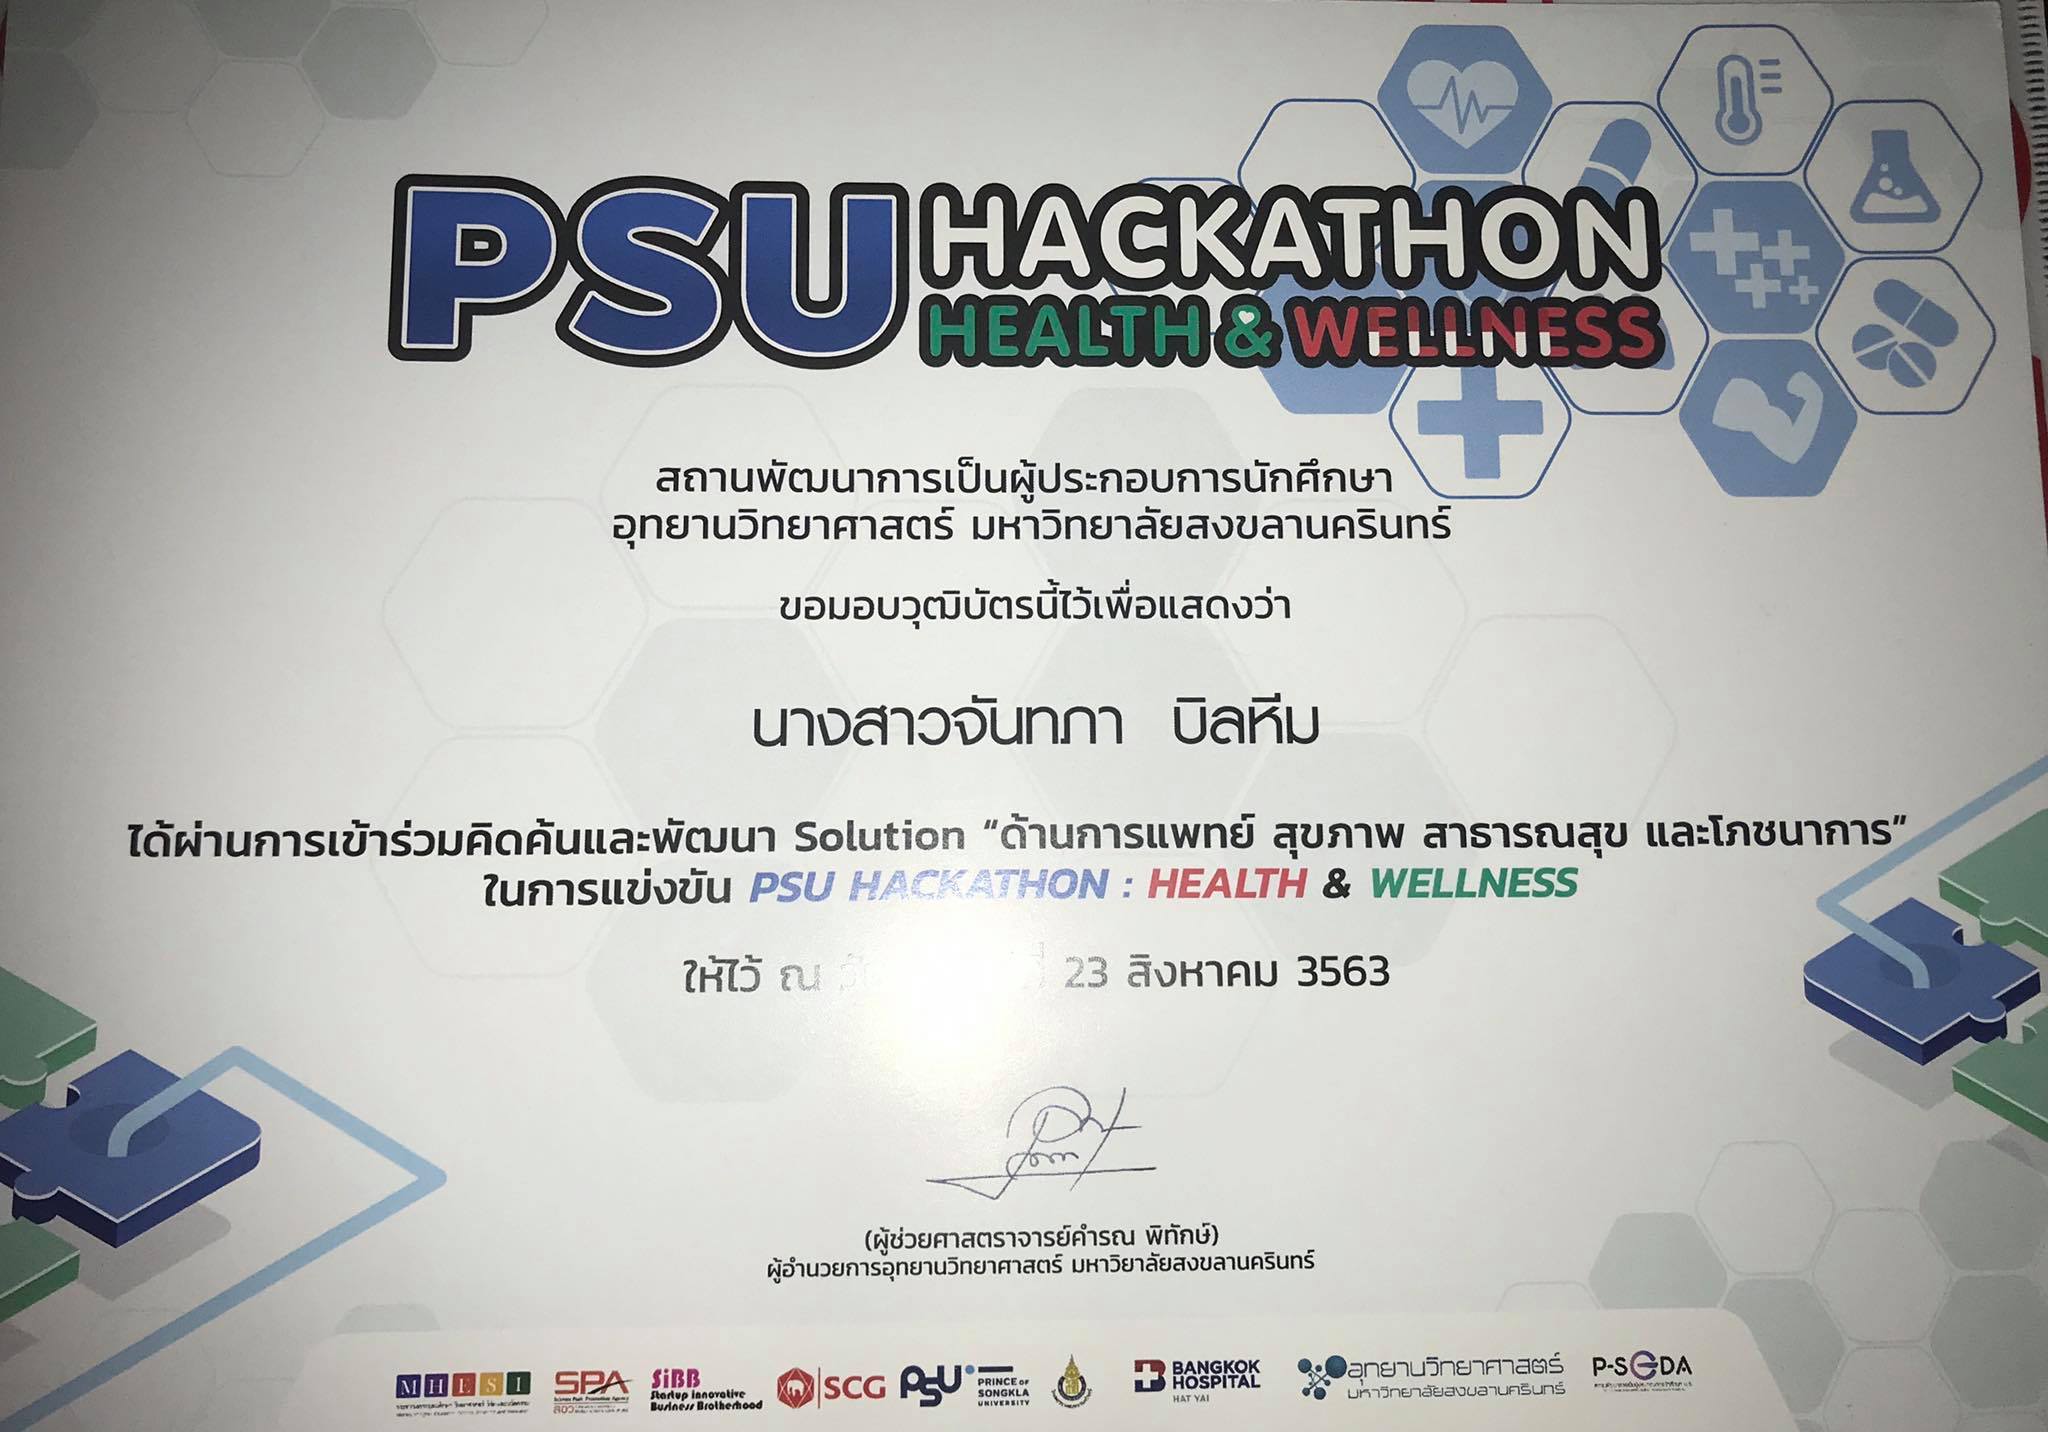 PSU HACKATHON
HEALTH & WELLNESS
สถานพัฒนาการเป็นผู้ประกอบการนักศึกษา
อุทยานวิทยาศาสตร์ มหาวิทยาลัยสงขลานครินทร์
ขอมอบวุฒิบัตรนี้ไว้เพื่อแสดงว่า
นางสาวจันทภา บิลหีม
ได้ผ่านการเข้าร่วมคิดค้นและพัฒนา Solution “ด้านการแพทย์ สุขภาพ สาธารณสุข และโภชนาการ”
ในการแข่งขัน PSU HACKATHON : HEALTH & WELLNESS
ให้ไว้ ณ 23 สิงหาคม 3563
(ผู้ช่วยศาสตราจารย์คำรณ พิทักษ์)
ผู้อำนวยการอุทยานวิทยาศาสตร์ มหาวิยาลัยสงขลานครินทร์
MHESI
SPA
Science Park Promotion Agency
สอว
SiBB
Startup innovative
Business Brotherhood
SCG
PSU
PRINCE OF
SONGKLA
UNIVERSITY
BANGKOK
HOSPITAL
HAT YAI
อุทยานวิทยาศาสตร์
มหาวิทยาลัยสงขลานครินทร์
P-SEDA